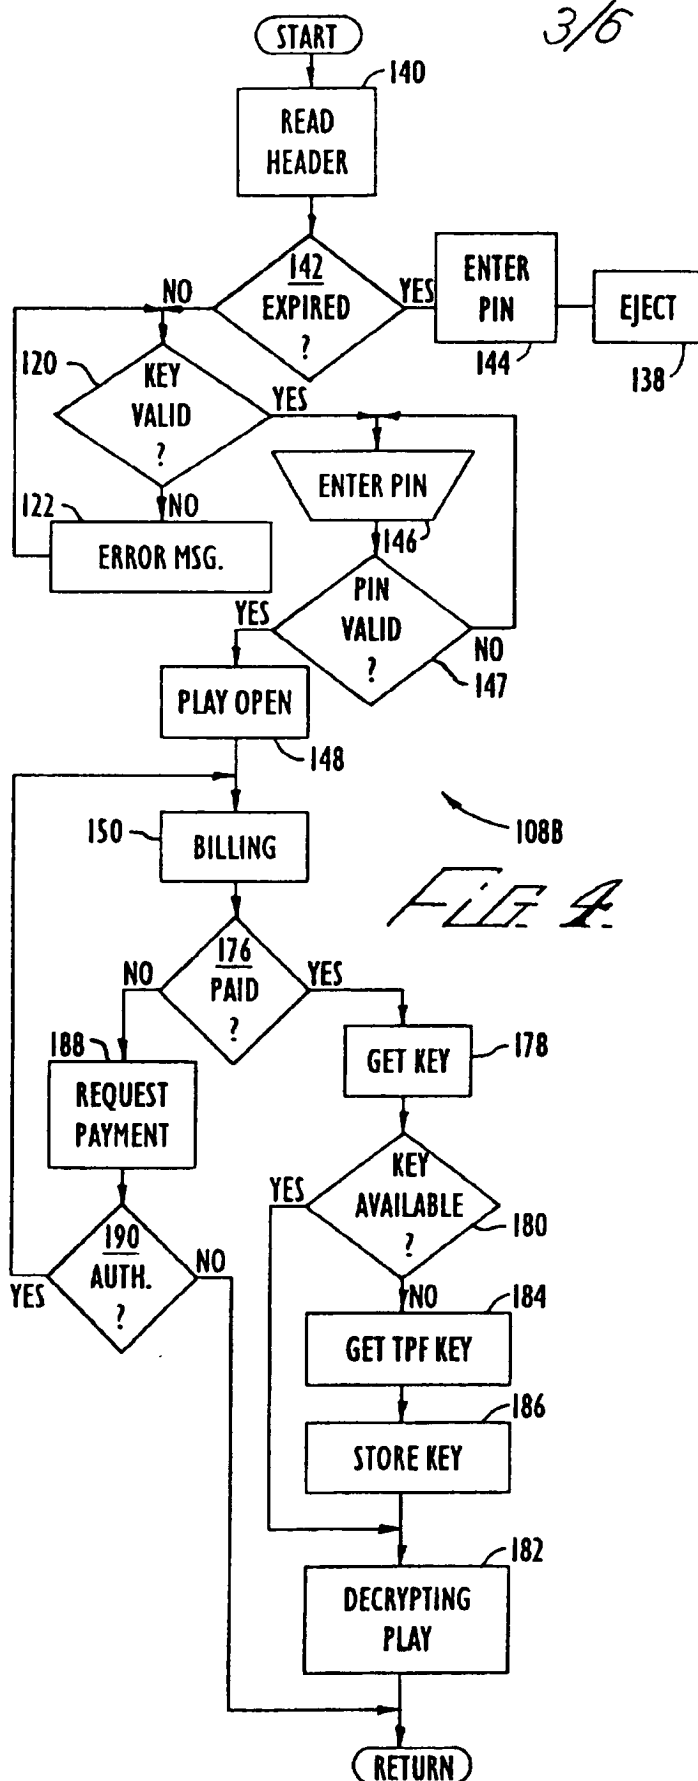 START
3/6
140
READ
HEADER
142
EXPIRED
?
NO
YES
ENTER
PIN
144
EJECT
138
120
KEY
VALID
?
YES
NO
122
ERROR MSG.
ENTER PIN
146
PIN
VALID
?
YES
NO
147
PLAY OPEN
148
150
BILLING
108B
FIG 4
176
PAID
?
NO
YES
188
REQUEST
PAYMENT
GET KEY
178
KEY
AVAILABLE
?
YES
180
190
AUTH.
?
YES
NO
NO
184
GET TPF KEY
186
STORE KEY
182
DECRYPTING
PLAY
RETURN